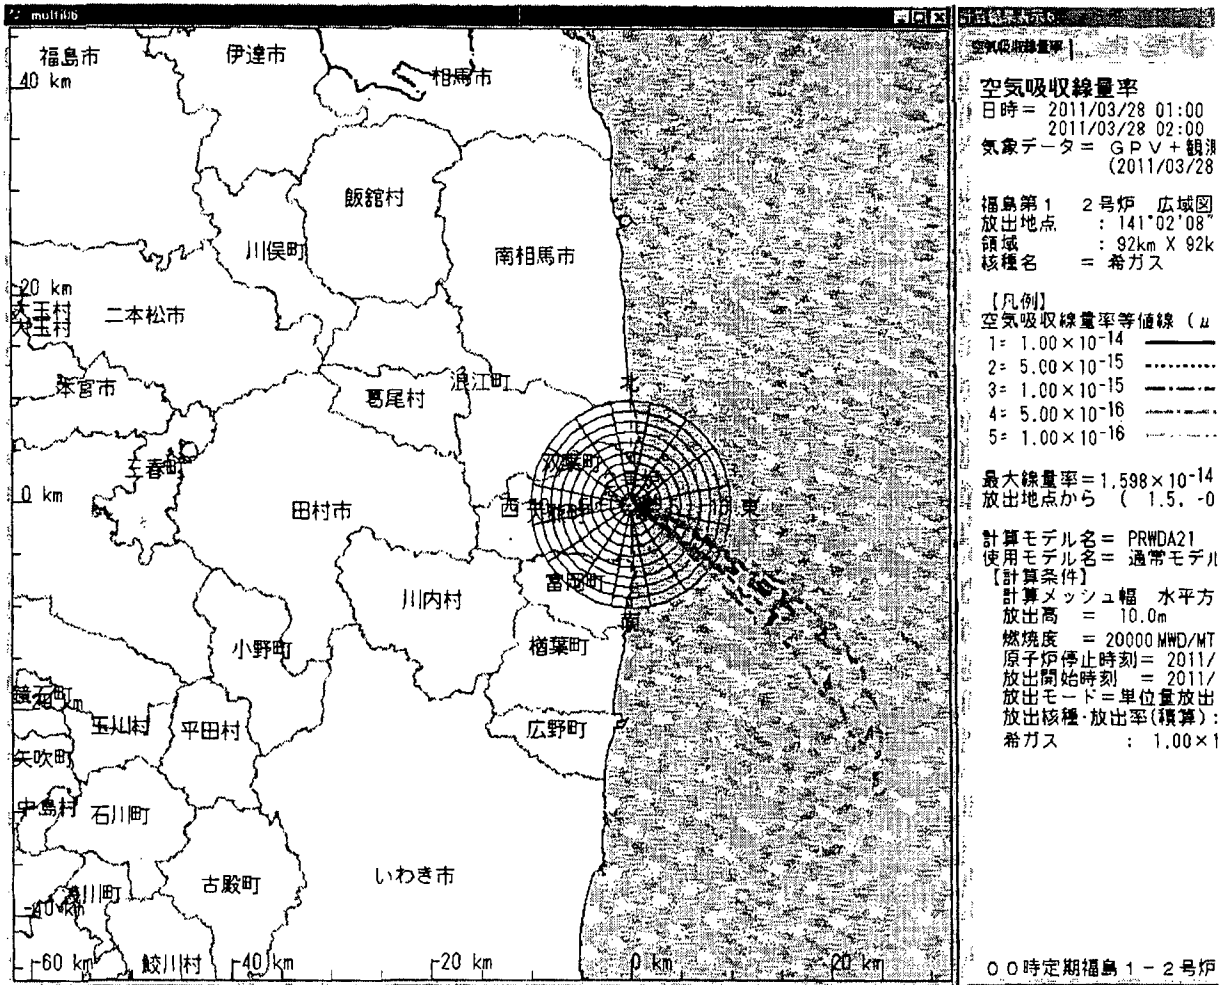 multi06
福島市
伊達市
相馬市
40 km
飯舘村
川俣町
南相馬市
20 km
大玉村
大玉村
二本松市
本宮市
葛尾村
浪江町
北
三春町
双葉町
0 km
田村市
西
東
富岡町
川内村
南
小野町
楢葉町
鏡石町
玉川村
平田村
広野町
矢吹町
中島村
石川町
古殿町
いわき市
浅川町
-40 km
鮫川村
-60 km
-40 km
-20 km
0 km
20 km
計算結果表示6
空気吸収線量率
空気吸収線量率
日時= 2011/03/28 01:00
2011/03/28 02:00
気象データ= GPV+観測
(2011/03/28
福島第1 2号炉 広域図
放出地点 : 141°02'08"
領域 : 92km X 92k
核種名 = 希ガス
【凡例】
空気吸収線量率等値線 (μ
1= 1.00×10⁻¹⁴
2= 5.00×10⁻¹⁵
3= 1.00×10⁻¹⁵
4= 5.00×10⁻¹⁶
5= 1.00×10⁻¹⁶
最大線量率=1.598×10⁻¹⁴
放出地点から ( 1.5, -0
計算モデル名= PRWDA21
使用モデル名= 通常モデル
【計算条件】
計算メッシュ幅 水平方
放出高 = 10.0m
燃焼度 = 20000MWD/MT
原子炉停止時刻= 2011/
放出開始時刻 = 2011/
放出モード=単位量放出
放出核種・放出率(積算):
希ガス : 1.00×1
00時定期福島1-2号炉